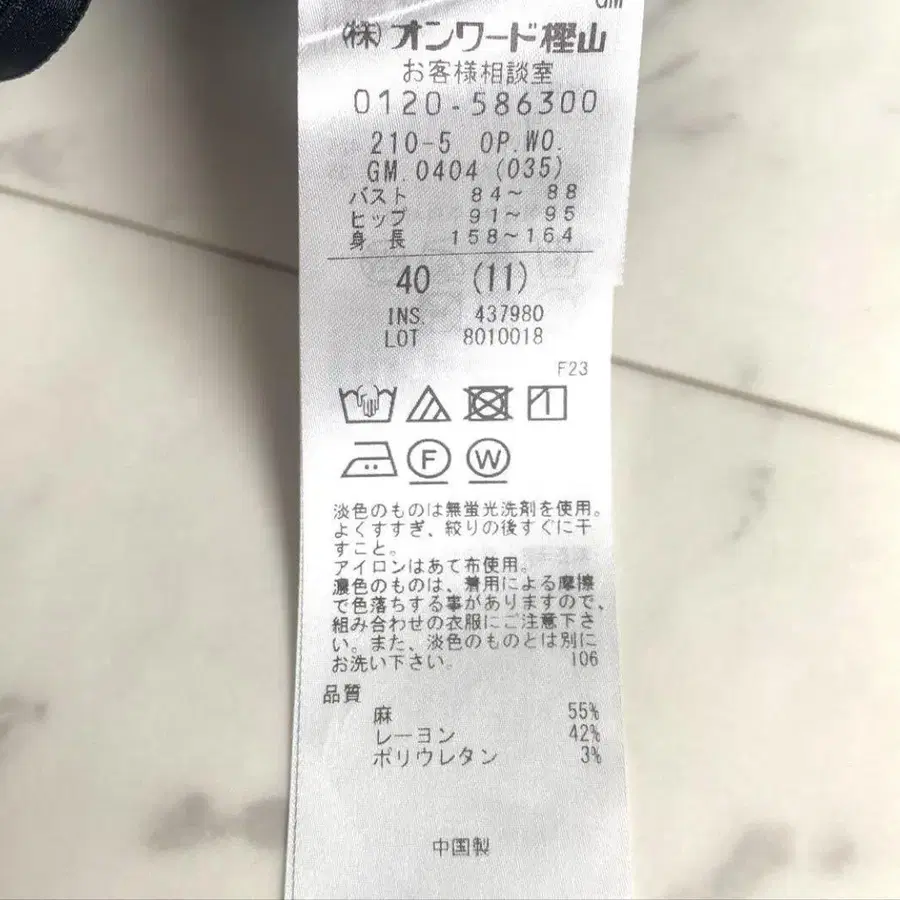 GM
(株)オンワード樫山
お客様相談室
0120-586300
210-5 OP.WO.
GM.0404 (035)
バスト 84～ 88
ヒップ 91～ 95
身 長 158～164
40 (11)
INS. 437980
LOT 8010018
F23
F W
淡色のものは無蛍光洗剤を使用。
よくすすぎ、絞りの後すぐに干
すこと。
アイロンはあて布使用。
濃色のものは、着用による摩擦
で色落ちする事がありますので、
組み合わせの衣服にご注意下さ
い。また、淡色のものとは別に
お洗い下さい。 106
品質
麻 55%
レーヨン 42%
ポリウレタン 3%
中国製